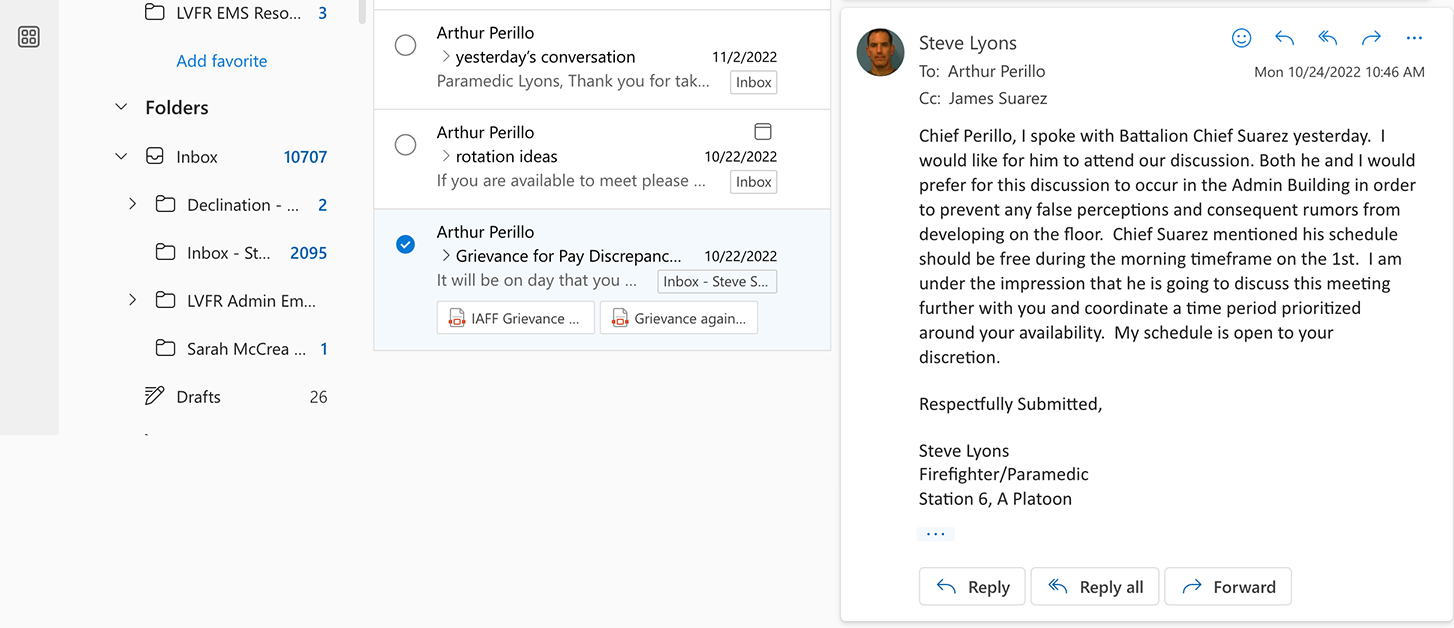 LVFR EMS Reso... 3
Add favorite
Folders
Inbox 10707
Declination - ... 2
Inbox - St... 2095
LVFR Admin Em...
Sarah McCrea ... 1
Drafts 26
Arthur Perillo
yesterday's conversation 11/2/2022
Paramedic Lyons, Thank you for tak... Inbox
Arthur Perillo
rotation ideas 10/22/2022
If you are available to meet please ... Inbox
Arthur Perillo
Grievance for Pay Discrepanc... 10/22/2022
It will be on day that you ... Inbox - Steve S...
IAFF Grievance ... Grievance again...
Steve Lyons
To: Arthur Perillo Mon 10/24/2022 10:46 AM
Cc: James Suarez
Chief Perillo, I spoke with Battalion Chief Suarez yesterday. I
would like for him to attend our discussion. Both he and I would
prefer for this discussion to occur in the Admin Building in order
to prevent any false perceptions and consequent rumors from
developing on the floor. Chief Suarez mentioned his schedule
should be free during the morning timeframe on the 1st. I am
under the impression that he is going to discuss this meeting
further with you and coordinate a time period prioritized
around your availability. My schedule is open to your
discretion.
Respectfully Submitted,
Steve Lyons
Firefighter/Paramedic
Station 6, A Platoon
...
Reply Reply all Forward